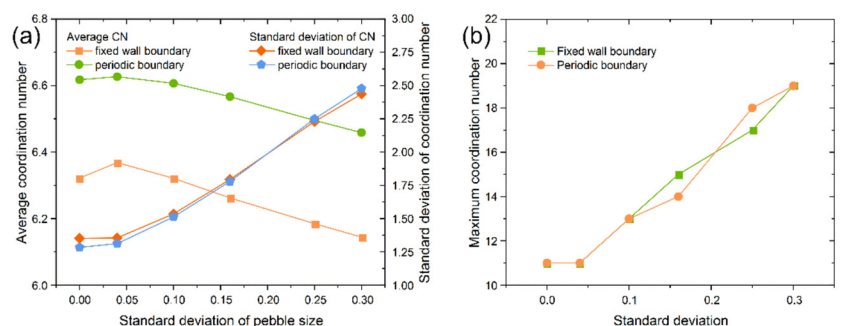 (a)
Average CN
fixed wall boundary
periodic boundary
Standard deviation of CN
fixed wall boundary
periodic boundary
Average coordination number
6.8
6.6
6.4
6.2
6.0
3.00
2.75
2.50
2.25
2.00
1.75
1.50
1.25
1.00
Standard deviation of coordination number
0.00 0.05 0.10 0.15 0.20 0.25 0.30
Standard deviation of pebble size
(b)
Fixed wall boundary
Periodic boundary
Maximum coordination number
22
20
18
16
14
12
10
0.0 0.1 0.2 0.3
Standard deviation